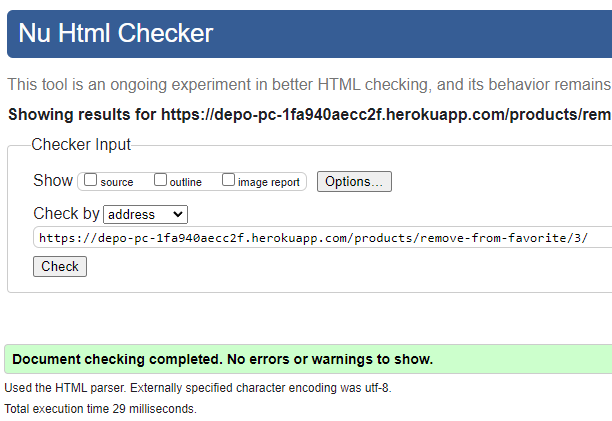 Nu Html Checker
This tool is an ongoing experiment in better HTML checking, and its behavior remains
Showing results for https://depo-pc-1fa940aecc2f.herokuapp.com/products/rem
Checker Input
Show source outline image report Options...
Check by address
https://depo-pc-1fa940aecc2f.herokuapp.com/products/remove-from-favorite/3/
Check
Document checking completed. No errors or warnings to show.
Used the HTML parser. Externally specified character encoding was utf-8.
Total execution time 29 milliseconds.